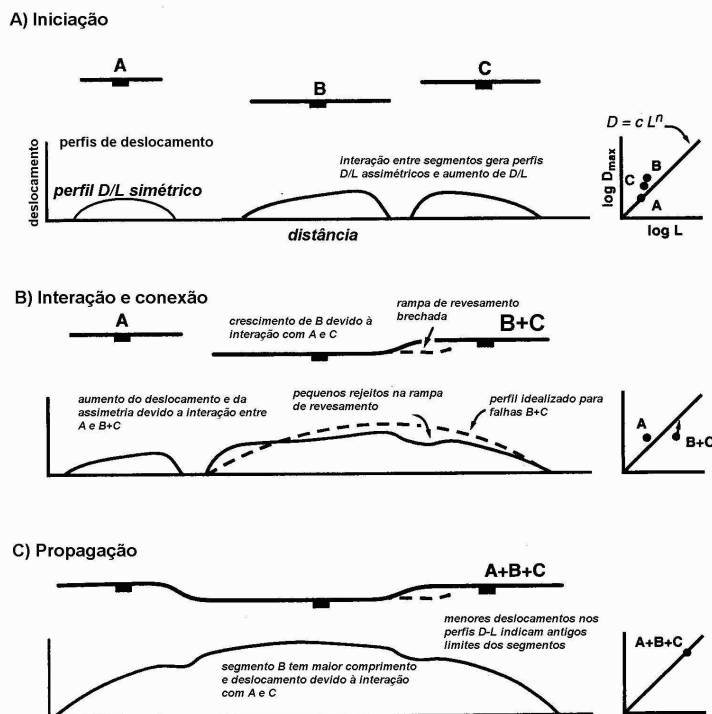 A) Iniciação
A
B
C
perfis de deslocamento
deslocamento
perfil D/L simétrico
interação entre segmentos gera perfis
D/L assimétricos e aumento de D/L
distância
D = c Lⁿ
log Dmax
B
C
A
log L
B) Interação e conexão
A
crescimento de B devido à
interação com A e C
rampa de revesamento
brechada
B+C
aumento do deslocamento e da
assimetria devido a interação entre
A e B+C
pequenos rejeitos na rampa
de revesamento
perfil idealizado para
falhas B+C
A
B+C
C) Propagação
A+B+C
menores deslocamentos nos
perfis D-L indicam antigos
limites dos segmentos
segmento B tem maior comprimento
e deslocamento devido à interação
com A e C
A+B+C